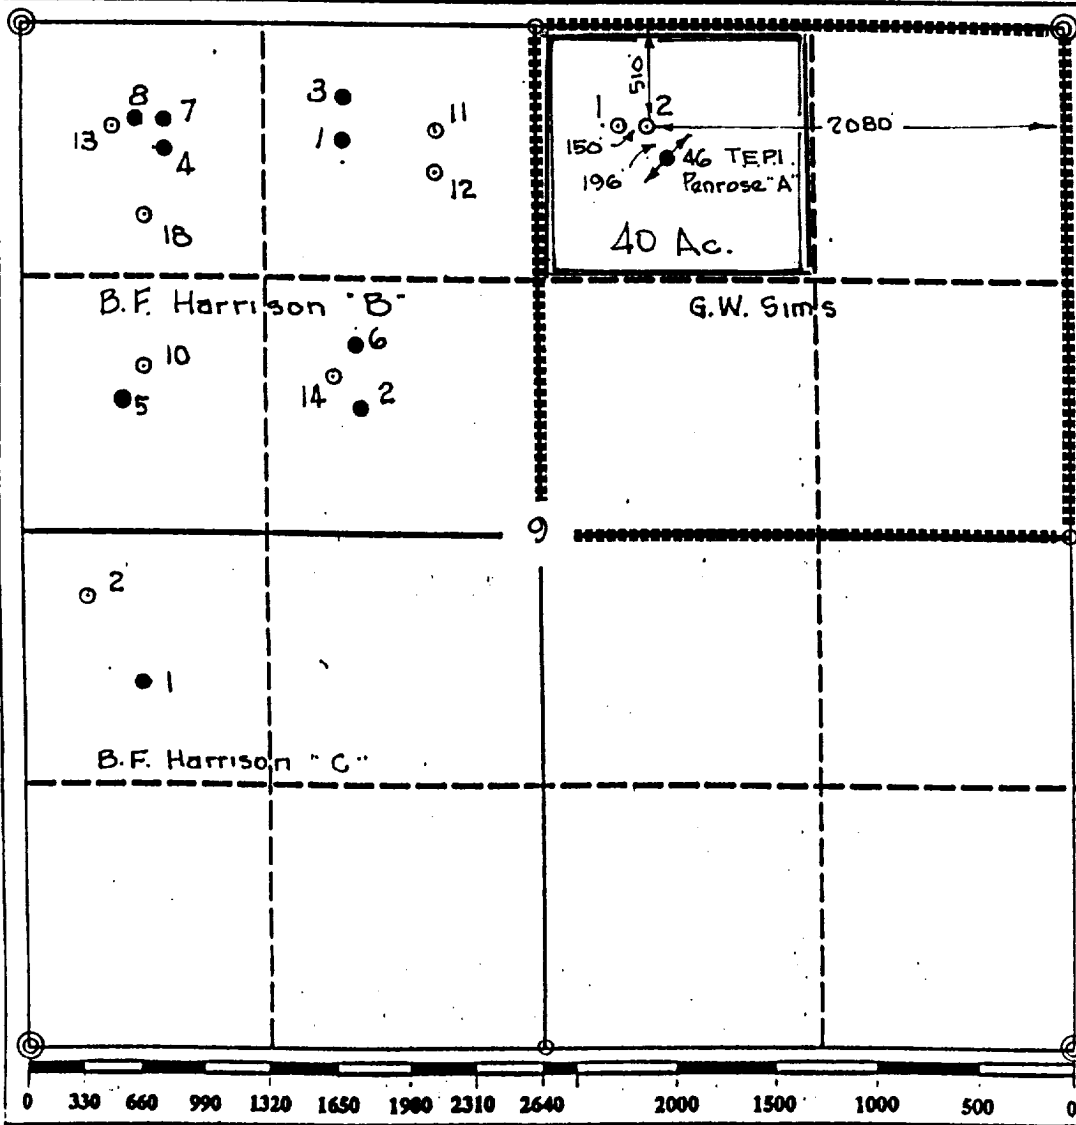 510'
8 7 3 11 1 2
13 2080'
4 1 150' 46 T.E.P.I.
12 196' Penrose "A"
18 40 Ac.
B.F. Harrison "B" G.W. Sims
6
10
14 2
5
9
2
1
B.F. Harrison "C"
0 330 660 990 1320 1650 1980 2310 2640 2000 1500 1000 500 0